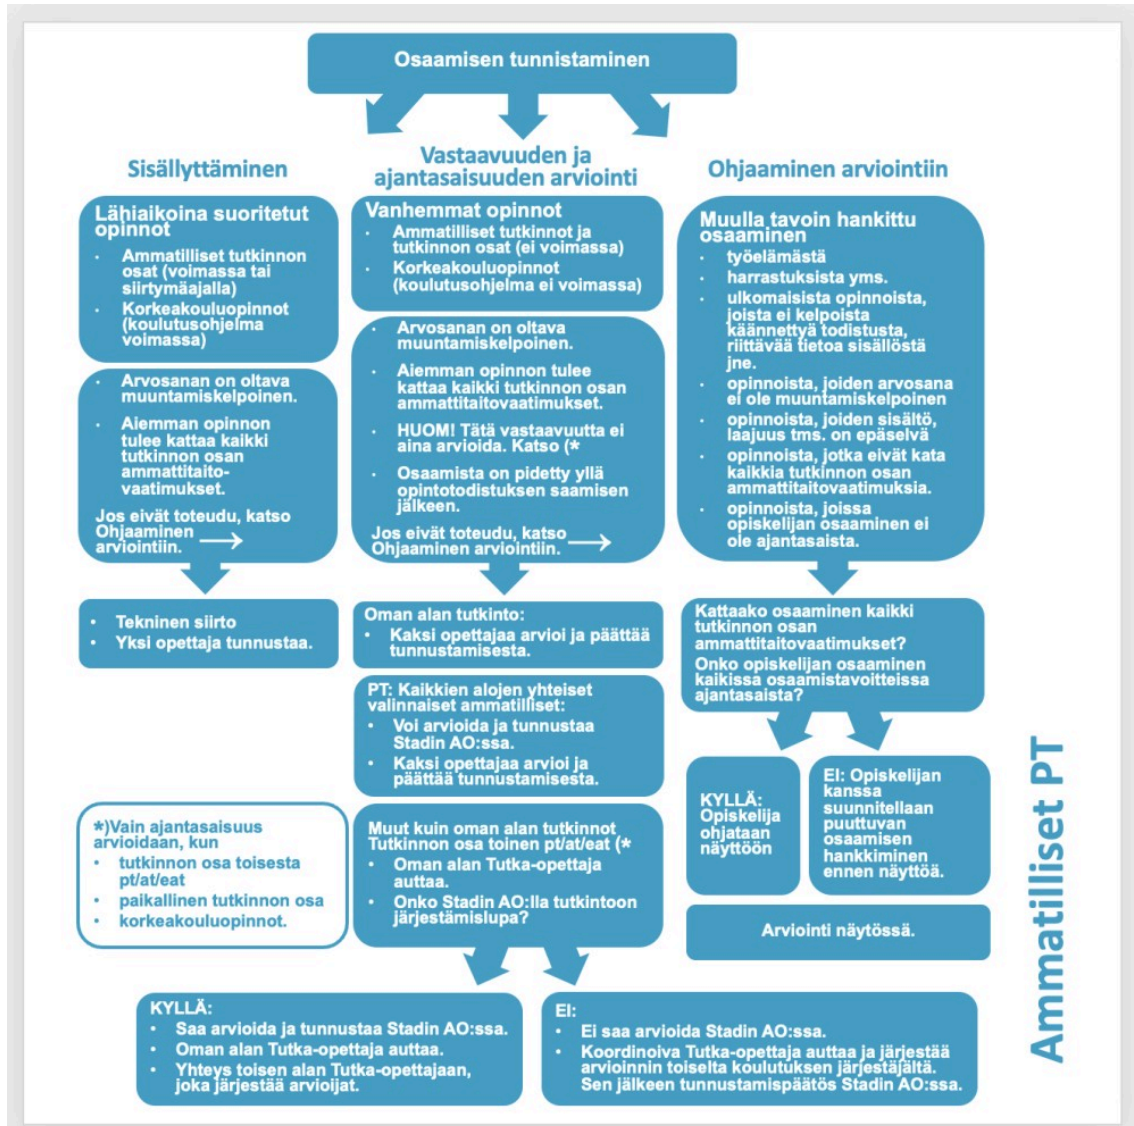 Osaamisen tunnistaminen
Sisällyttäminen
Lähiaikoina suoritetut
opinnot
· Ammatilliset tutkinnon
osat (voimassa tai
siirtymäajalla)
· Korkeakouluopinnot
(koulutusohjelma
voimassa)
· Arvosanan on oltava
muuntamiskelpoinen.
· Aiemman opinnon
tulee kattaa kaikki
tutkinnon osan
ammattitaito-
vaatimukset.
Jos eivät toteudu, katso
Ohjaaminen
arviointiin. →
• Tekninen siirto
• Yksi opettaja tunnustaa.
*)Vain ajantasaisuus
arvioidaan, kun
• tutkinnon osa toisesta
pt/at/eat
• paikallinen tutkinnon osa
• korkeakouluopinnot.
Vastaavuuden ja
ajantasaisuuden arviointi
Vanhemmat opinnot
· Ammatilliset tutkinnot ja
tutkinnon osat (ei voimassa)
· Korkeakouluopinnot
(koulutusohjelma ei voimassa)
· Arvosanan on oltava
muuntamiskelpoinen.
· Aiemman opinnon tulee
kattaa kaikki tutkinnon osan
ammattitaitovaatimukset.
· HUOM! Tätä vastaavuutta ei
aina arvioida. Katso (*
· Osaamista on pidetty yllä
opintotodistuksen saamisen
jälkeen.
Jos eivät toteudu, katso
Ohjaaminen arviointiin. →
Oman alan tutkinto:
• Kaksi opettajaa arvioi ja päättää
tunnustamisesta.
PT: Kaikkien alojen yhteiset
valinnaiset ammatilliset:
• Voi arvioida ja tunnustaa
Stadin AO:ssa.
• Kaksi opettajaa arvioi ja
päättää tunnustamisesta.
Muut kuin oman alan tutkinnot
Tutkinnon osa toinen pt/at/eat (*
• Oman alan Tutka-opettaja
auttaa.
• Onko Stadin AO:lla tutkintoon
järjestämislupa?
KYLLÄ:
• Saa arvioida ja tunnustaa Stadin AO:ssa.
• Oman alan Tutka-opettaja auttaa.
• Yhteys toisen alan Tutka-opettajaan,
joka järjestää arvioijat.
EI:
• Ei saa arvioida Stadin AO:ssa.
• Koordinoiva Tutka-opettaja auttaa ja järjestää
arvioinnin toiselta koulutuksen järjestäjältä.
Sen jälkeen tunnustamispäätös Stadin AO:ssa.
Ohjaaminen arviointiin
Muulla tavoin hankittu
osaaminen
· työelämästä
· harrastuksista yms.
· ulkomaisista opinnoista,
joista ei kelpoista
käännettyä todistusta,
riittävää tietoa sisällöstä
jne.
· opinnoista, joiden arvosana
ei ole muuntamiskelpoinen
· opinnoista, joiden sisältö,
laajuus tms. on epäselvä
· opinnoista, jotka eivät kata
kaikkia tutkinnon osan
ammattitaitovaatimuksia.
· opinnoista, joissa
opiskelijan osaaminen ei
ole ajantasaista.
Kattaako osaaminen kaikki
tutkinnon osan
ammattitaitovaatimukset?
Onko opiskelijan osaaminen
kaikissa osaamistavoitteissa
ajantasaista?
KYLLÄ:
Opiskelija
ohjataan
näyttöön
EI: Opiskelijan
kanssa
suunnitellaan
puuttuvan
osaamisen
hankkiminen
ennen näyttöä.
Arviointi näytössä.
Ammatilliset PT